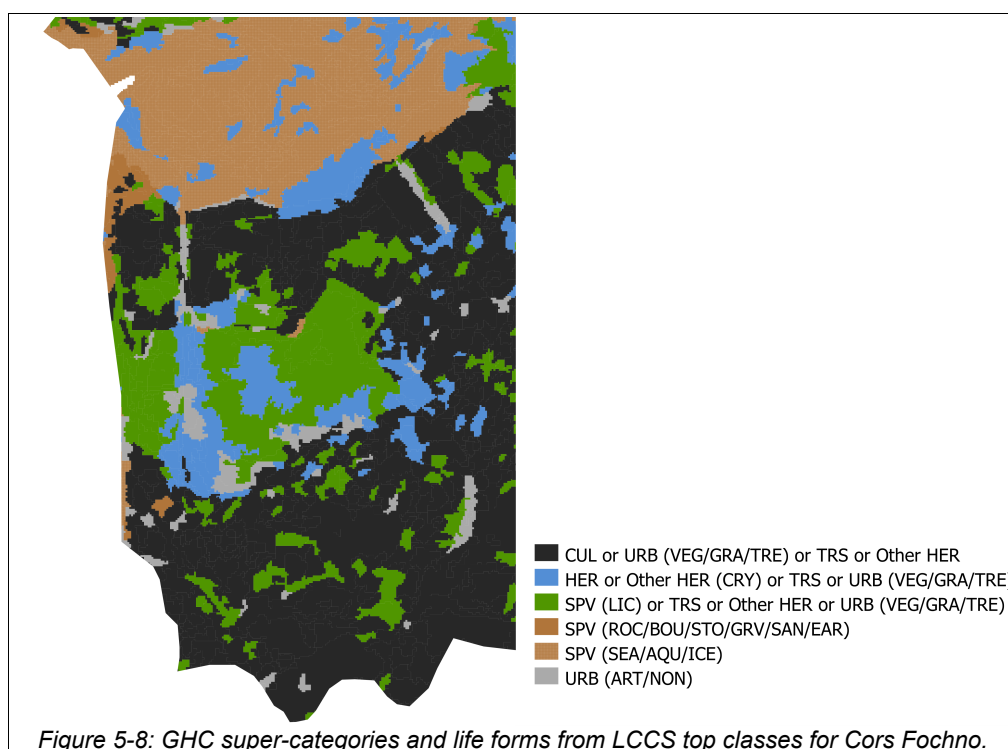 CUL or URB (VEG/GRA/TRE) or TRS or Other HER
HER or Other HER (CRY) or TRS or URB (VEG/GRA/TRE
SPV (LIC) or TRS or Other HER or URB (VEG/GRA/TRE)
SPV (ROC/BOU/STO/GRV/SAN/EAR)
SPV (SEA/AQU/ICE)
URB (ART/NON)
Figure 5-8: GHC super-categories and life forms from LCCS top classes for Cors Fochno.